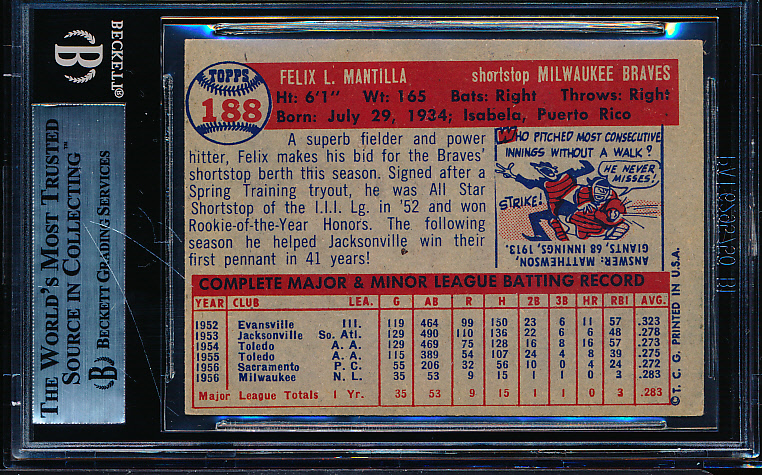 BECKETT®
THE WORLD'S MOST TRUSTED
SOURCE IN COLLECTING™
B BECKETT GRADING SERVICES
TOPPS
188
FELIX L. MANTILLA shortstop MILWAUKEE BRAVES
Ht: 6'1" Wt: 165 Bats: Right Throws: Right
Born: July 29, 1934; Isabela, Puerto Rico
A superb fielder and power
hitter, Felix makes his bid for the Braves'
shortstop berth this season. Signed after a
Spring Training tryout, he was All Star
Shortstop of the I.I.I. Lg. in '52 and won
Rookie-of-the-Year Honors. The following
season he helped Jacksonville win their
first pennant in 41 years!
WHO PITCHED MOST CONSECUTIVE
INNINGS WITHOUT A WALK?
HE NEVER
MISSES!
STRIKE!
ANSWER: MATTHEWSON,
GIANTS, 68 INNINGS, 1913.
COMPLETE MAJOR & MINOR LEAGUE BATTING RECORD
YEAR CLUB LEA. G AB R H 2B 3B HR RBI AVG.
1952 Evansville III. 119 464 99 150 23 6 11 57 .323
1953 Jacksonville So. Atl. 129 490 110 136 22 6 6 48 .278
1954 Toledo A. A. 129 469 75 128 16 8 16 57 .273
1955 Toledo A. A. 115 389 54 107 24 4 8 39 .275
1956 Sacramento P. C. 55 206 32 56 10 0 4 24 .272
1956 Milwaukee N. L. 35 53 9 15 1 1 0 3 .283
Major League Totals 1 Yr. 35 53 9 15 1 1 0 3 .283
© T. C. G. PRINTED IN U.S.A.